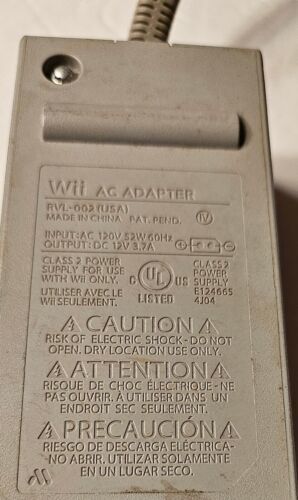 Wii AC ADAPTER
RVL-002(USA)
MADE IN CHINA PAT. PEND. IV
INPUT:AC 120V 52W 60Hz
OUTPUT:DC 12V 3.7A
CLASS 2 POWER
SUPPLY FOR USE
WITH Wii ONLY.
UTILISER AVEC LE
Wii SEULEMENT.
C UL US
LISTED
CLASS 2
POWER
SUPPLY
E124665
4J04
CAUTION
RISK OF ELECTRIC SHOCK-DO NOT
OPEN. DRY LOCATION USE ONLY.
ATTENTION
RISQUE DE CHOC ÉLECTRIQUE-NE
PAS OUVRIR. À UTILISER DANS UN
ENDROIT SEC SEULEMENT.
PRECAUCIÓN
RIESGO DE DESCARGA ELÉCTRICA-
NO ABRIR. UTILIZAR SOLAMENTE
EN UN LUGAR SECO.